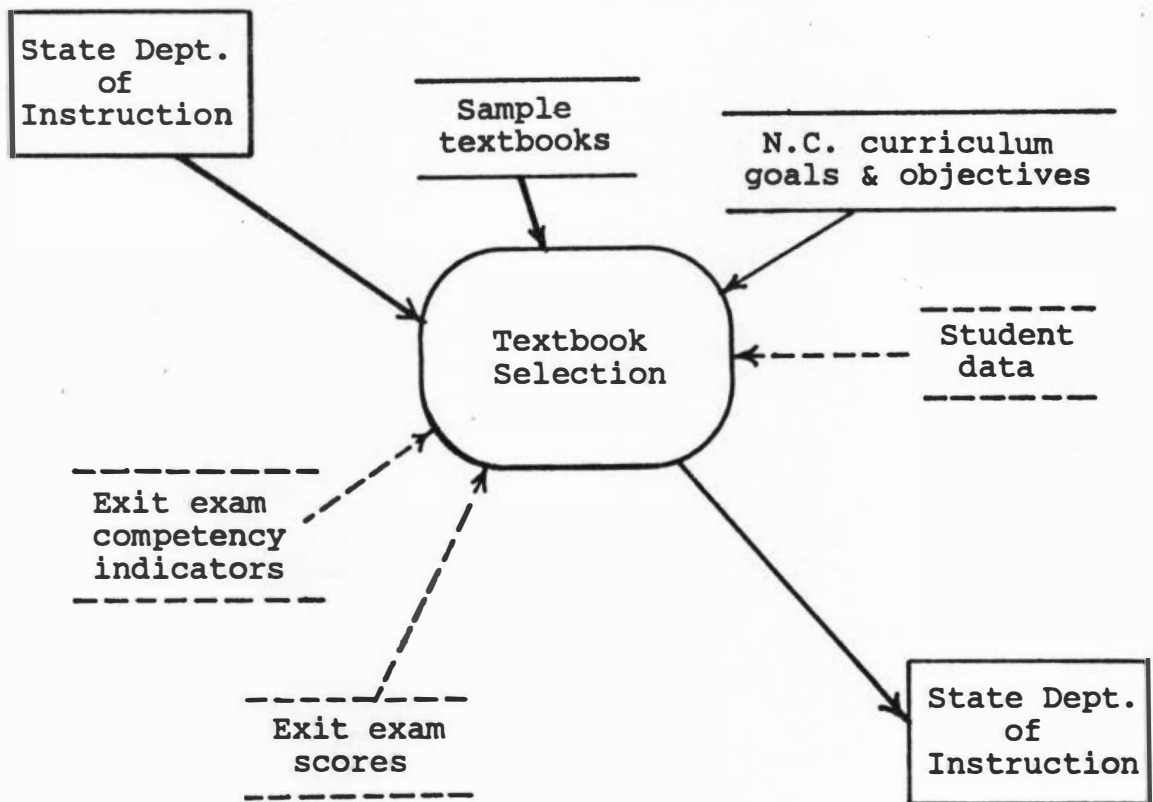 State Dept.
of
Instruction
Sample
textbooks
N.C. curriculum
goals & objectives
Textbook
Selection
Student
data
Exit exam
competency
indicators
Exit exam
scores
State Dept.
of
Instruction